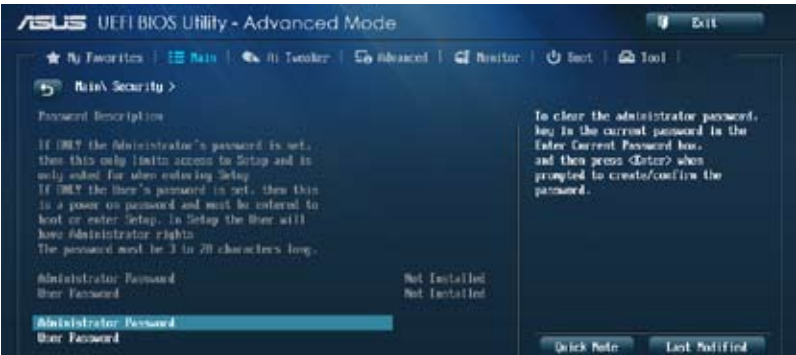 ASUS UEFI BIOS Utility - Advanced Mode
Exit
My Favorites
Main
Ai Tweaker
Advanced
Monitor
Boot
Tool
Main\ Security >
Password Description
If ONLY the Administrator's password is set,
then this only limits access to Setup and is
only asked for when entering Setup
If ONLY the User's password is set, then this
is a power on password and must be entered to
boot or enter Setup. In Setup the User will
have Administrator rights
The password must be 3 to 20 characters long.
Administrator Password Not Installed
User Password Not Installed
Administrator Password
User Password
To clear the administrator password,
key in the current password in the
Enter Current Password box,
and then press <Enter> when
prompted to create/confirm the
password.
Quick Note
Last Modified